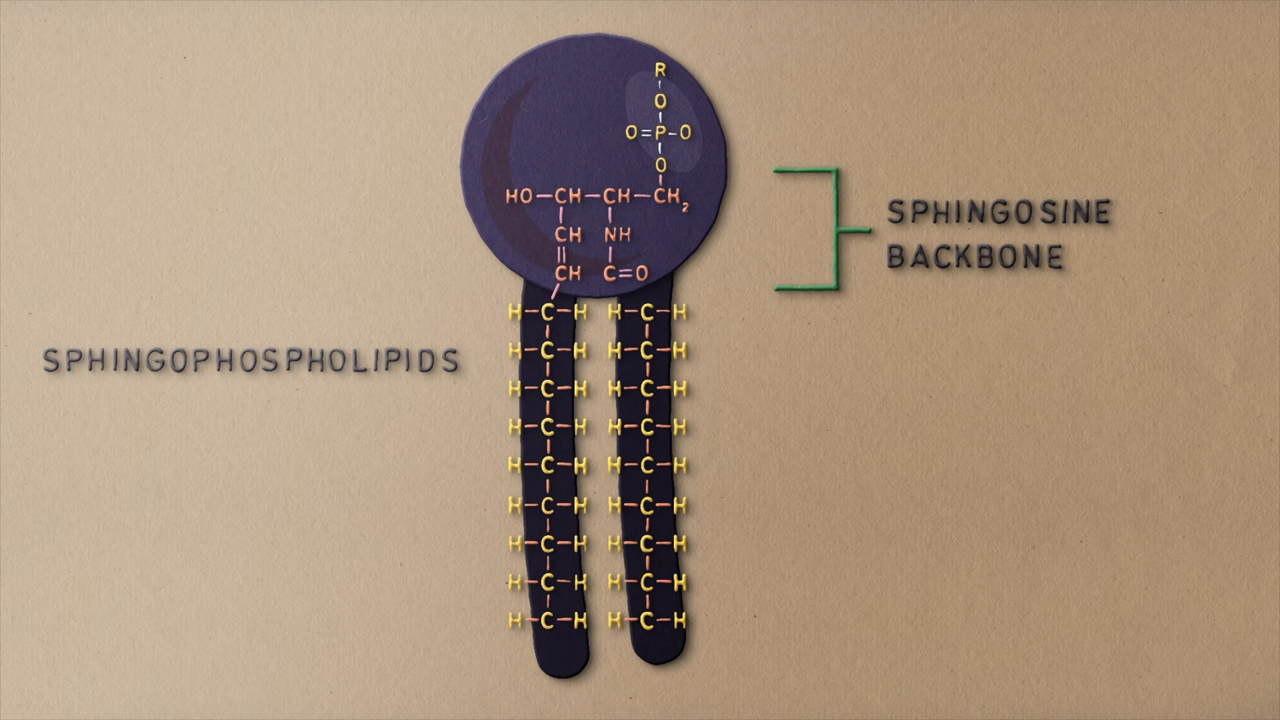 R
O
O=P-O
O
HO-CH-CH-CH₂
CH NH
CH C=O
H-C-H H-C-H
H-C-H H-C-H
H-C-H H-C-H
H-C-H H-C-H
H-C-H H-C-H
H-C-H H-C-H
H-C-H H-C-H
H-C-H H-C-H
H-C-H H-C-H
SPHINGOSINE
BACKBONE
SPHINGOPHOSPHOLIPIDS